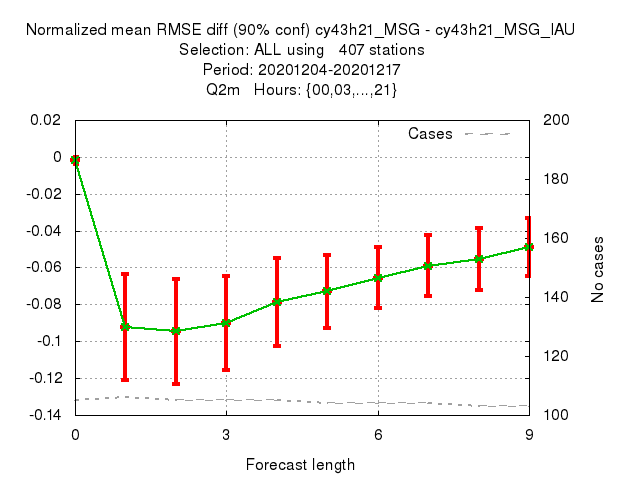 Normalized mean RMSE diff (90% conf) cy43h21_MSG - cy43h21_MSG_IAU
Selection: ALL using   407 stations
Period: 20201204-20201217
Q2m   Hours: {00,03,...,21}
Cases
0.02
0
-0.02
-0.04
-0.06
-0.08
-0.1
-0.12
-0.14
200
180
160
140
120
100
No cases
0
3
6
9
Forecast length